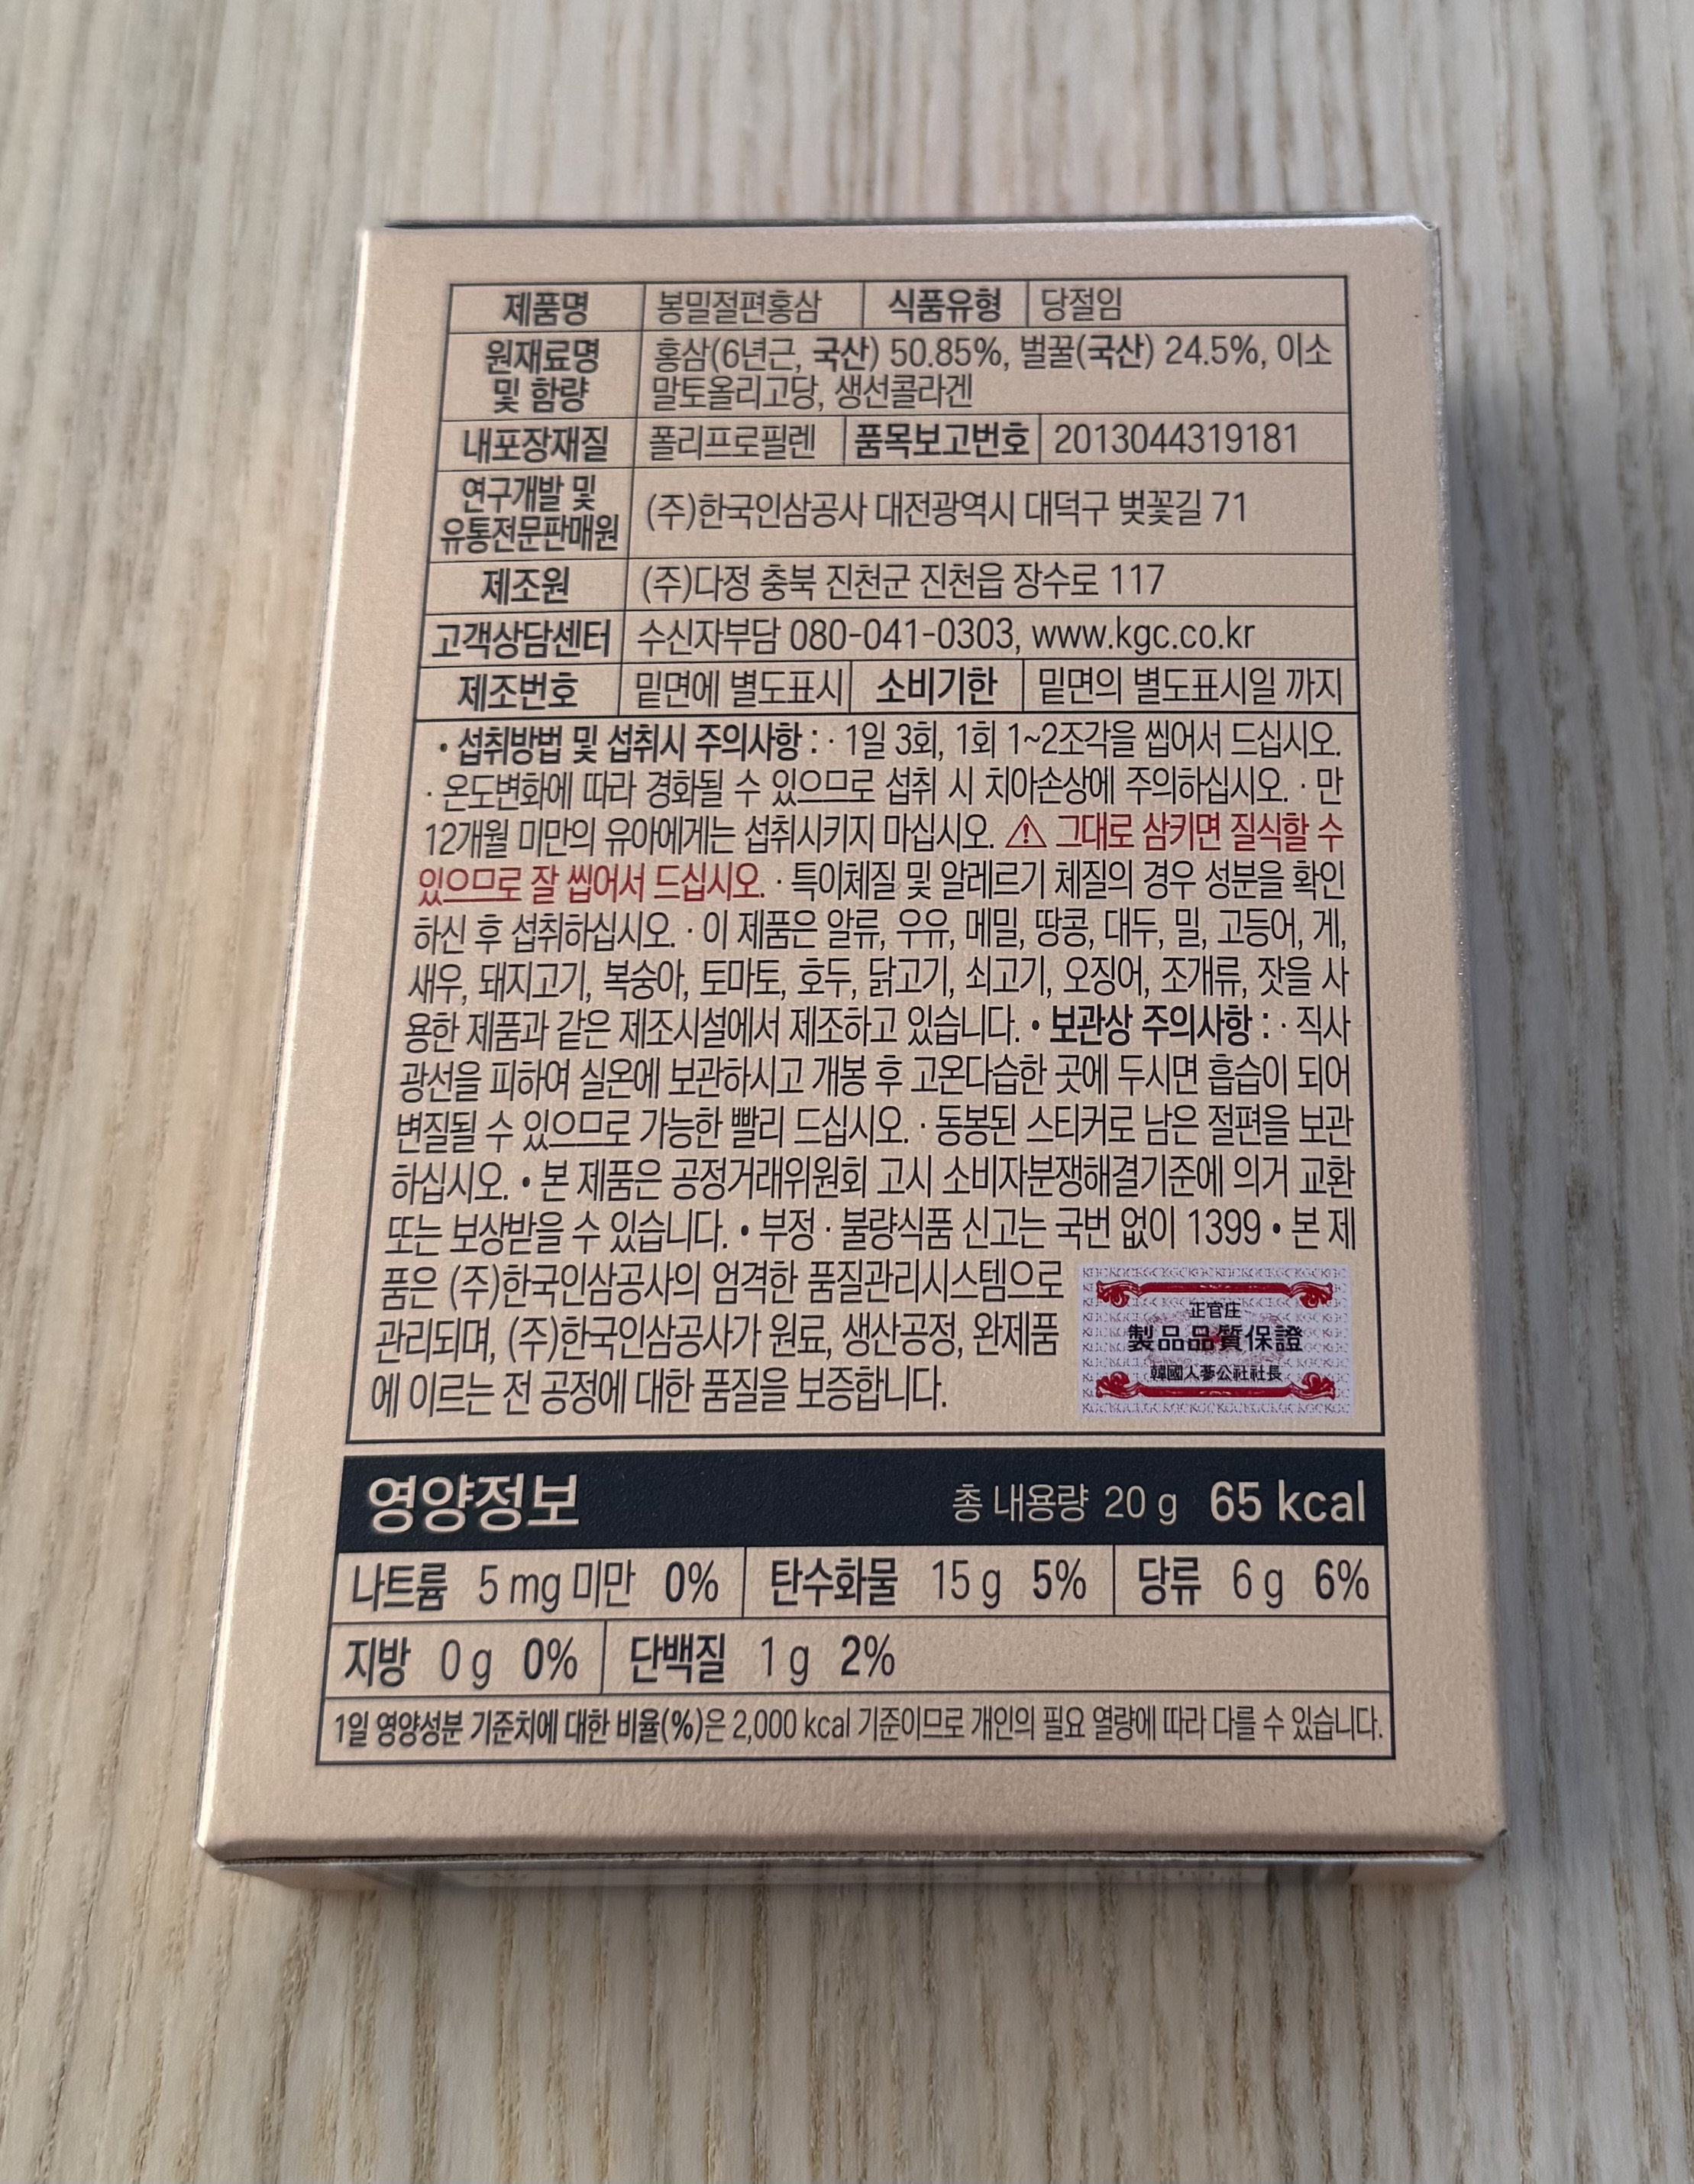 제품명 봉밀절편홍삼 식품유형 당절임
원재료명 및 함량 홍삼(6년근, 국산) 50.85%, 벌꿀(국산) 24.5%, 이소
말토올리고당, 생선콜라겐
내포장재질 폴리프로필렌 품목보고번호 2013044319181
연구개발 및
유통전문판매원 (주)한국인삼공사 대전광역시 대덕구 벚꽃길 71
제조원 (주)다정 충북 진천군 진천읍 장수로 117
고객상담센터 수신자부담 080-041-0303, www.kgc.co.kr
제조번호 밑면에 별도표시 소비기한 밑면의 별도표시일 까지
• 섭취방법 및 섭취시 주의사항 : · 1일 3회, 1회 1~2조각을 씹어서 드십시오.
· 온도변화에 따라 경화될 수 있으므로 섭취 시 치아손상에 주의하십시오. · 만
12개월 미만의 유아에게는 섭취시키지 마십시오. ⚠ 그대로 삼키면 질식할 수
있으므로 잘 씹어서 드십시오. · 특이체질 및 알레르기 체질의 경우 성분을 확인
하신 후 섭취하십시오. · 이 제품은 알류, 우유, 메밀, 땅콩, 대두, 밀, 고등어, 게,
새우, 돼지고기, 복숭아, 토마토, 호두, 닭고기, 쇠고기, 오징어, 조개류, 잣을 사
용한 제품과 같은 제조시설에서 제조하고 있습니다. • 보관상 주의사항 : · 직사
광선을 피하여 실온에 보관하시고 개봉 후 고온다습한 곳에 두시면 흡습이 되어
변질될 수 있으므로 가능한 빨리 드십시오. · 동봉된 스티커로 남은 절편을 보관
하십시오. • 본 제품은 공정거래위원회 고시 소비자분쟁해결기준에 의거 교환
또는 보상받을 수 있습니다. • 부정 · 불량식품 신고는 국번 없이 1399 • 본 제
품은 (주)한국인삼공사의 엄격한 품질관리시스템으로
관리되며, (주)한국인삼공사가 원료, 생산공정, 완제품
에 이르는 전 공정에 대한 품질을 보증합니다.
正官庄
製品品質保證
韓國人蔘公社社長
영양정보 총 내용량 20 g 65 kcal
나트륨 5 mg 미만 0% 탄수화물 15 g 5% 당류 6 g 6%
지방 0 g 0% 단백질 1 g 2%
1일 영양성분 기준치에 대한 비율(%)은 2,000 kcal 기준이므로 개인의 필요 열량에 따라 다를 수 있습니다.